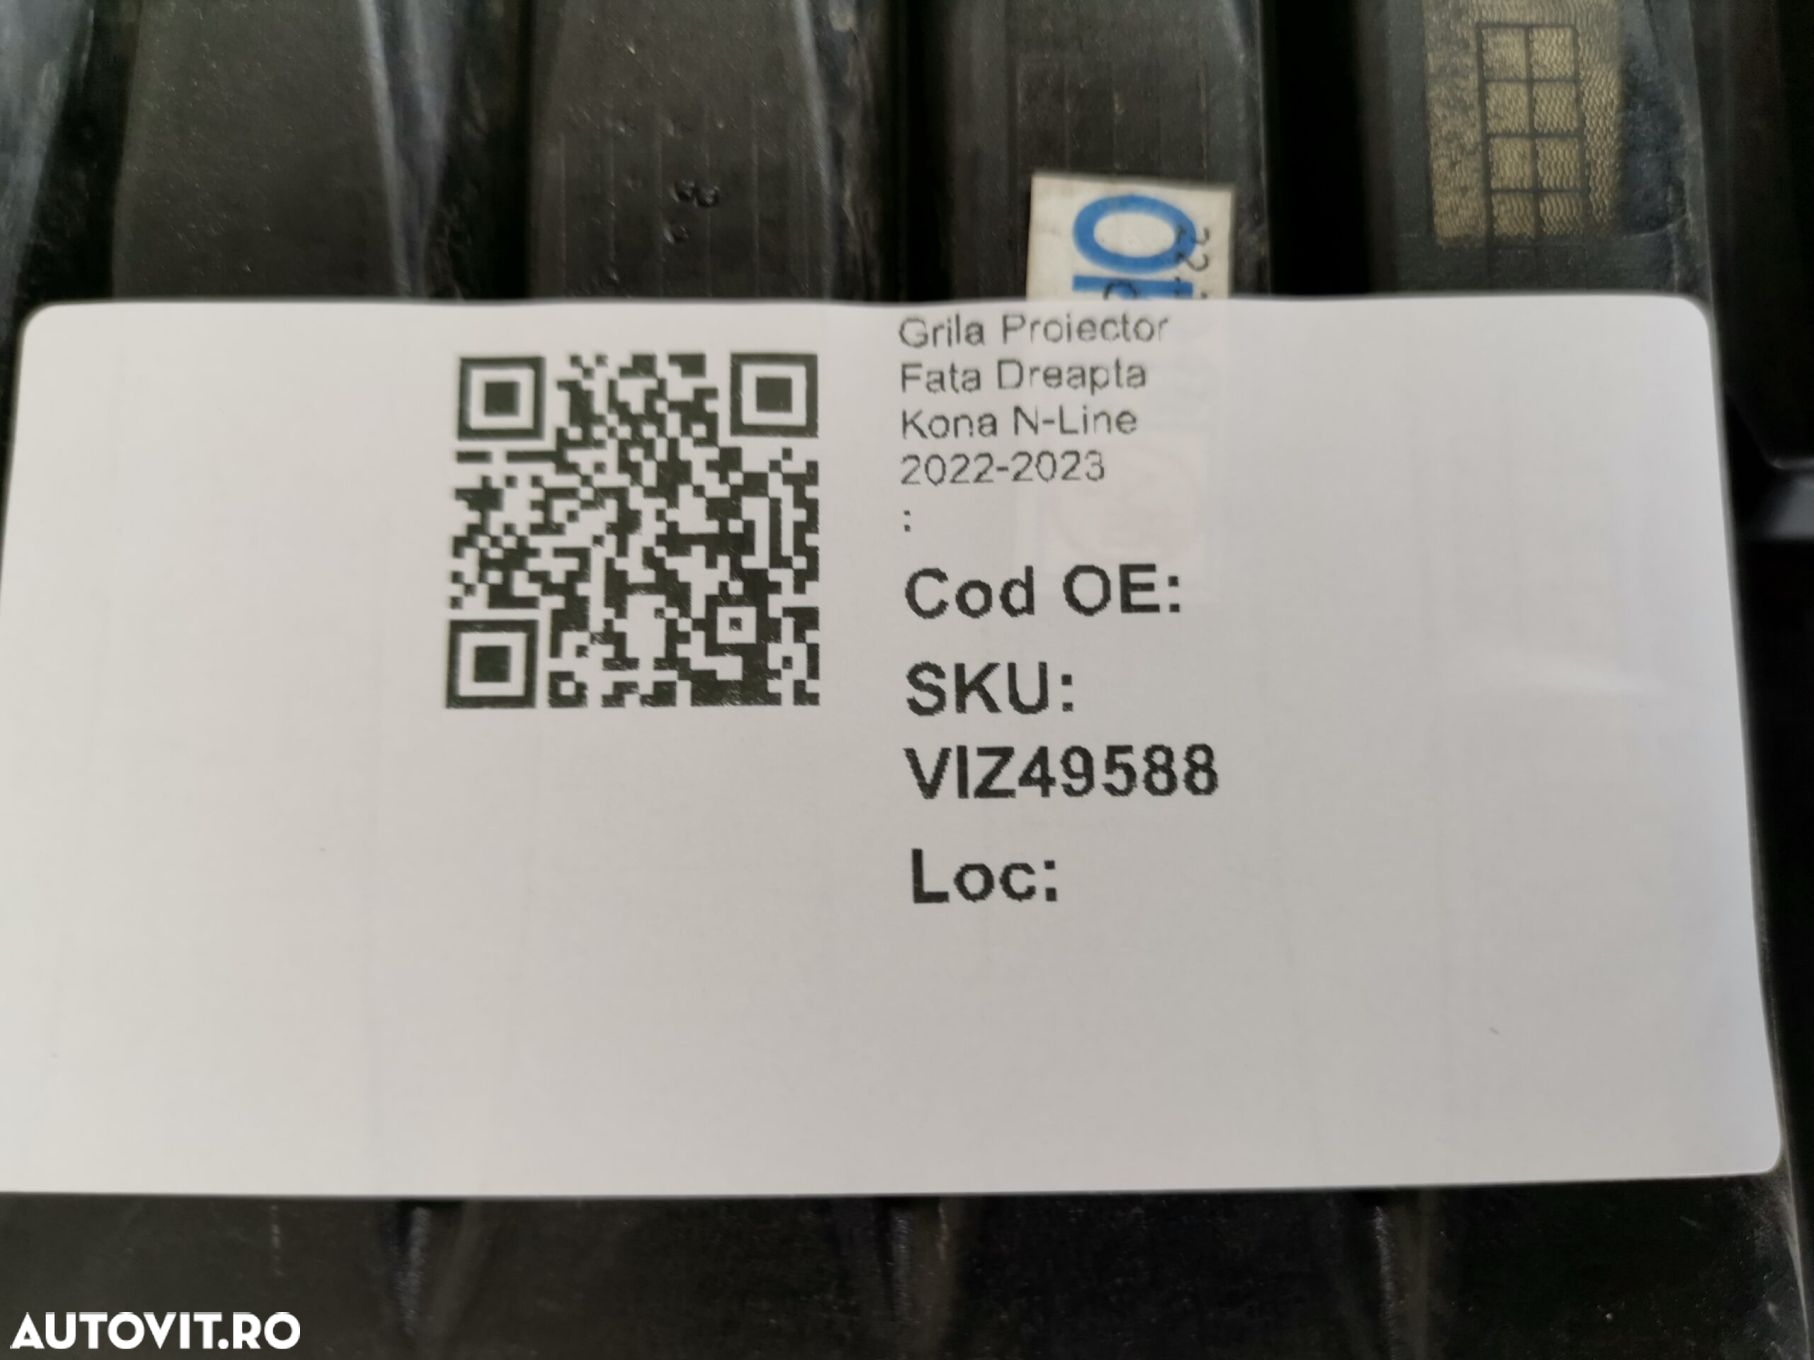 Grila Proiector
Fata Dreapta
Kona N-Line
2022-2023
:
Cod OE:
SKU:
VIZ49588
Loc:
AUTOVIT.RO